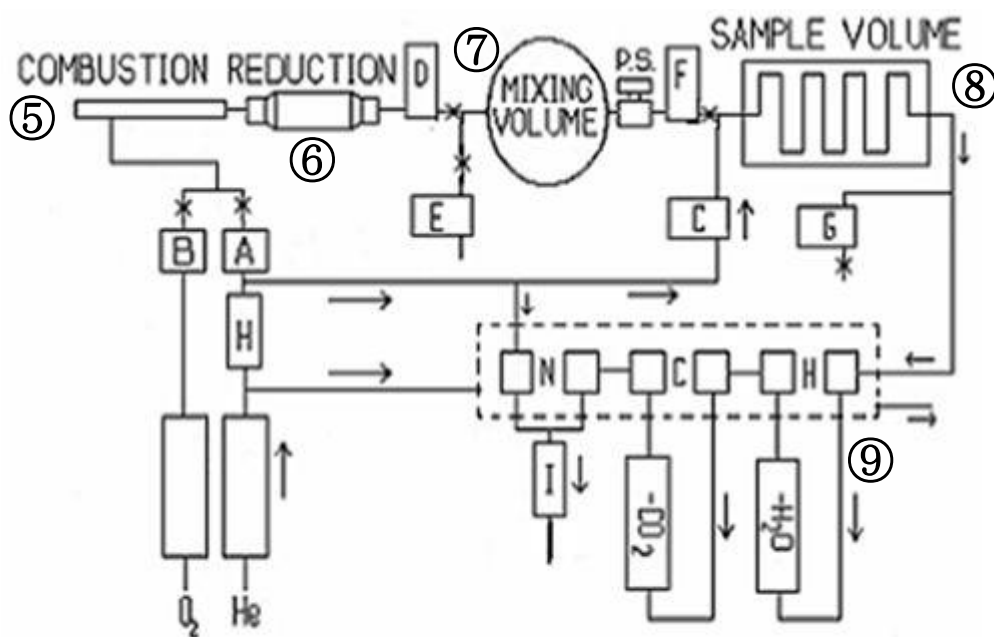 SAMPLE VOLUME
⑦
P.S.
COMBUSTION REDUCTION
D
F
⑧
⑤
MIXING
VOLUME
⑥
E
C
G
B
A
H
N
C
H
⑨
I
-CO₂
-H₂O
O₂
He